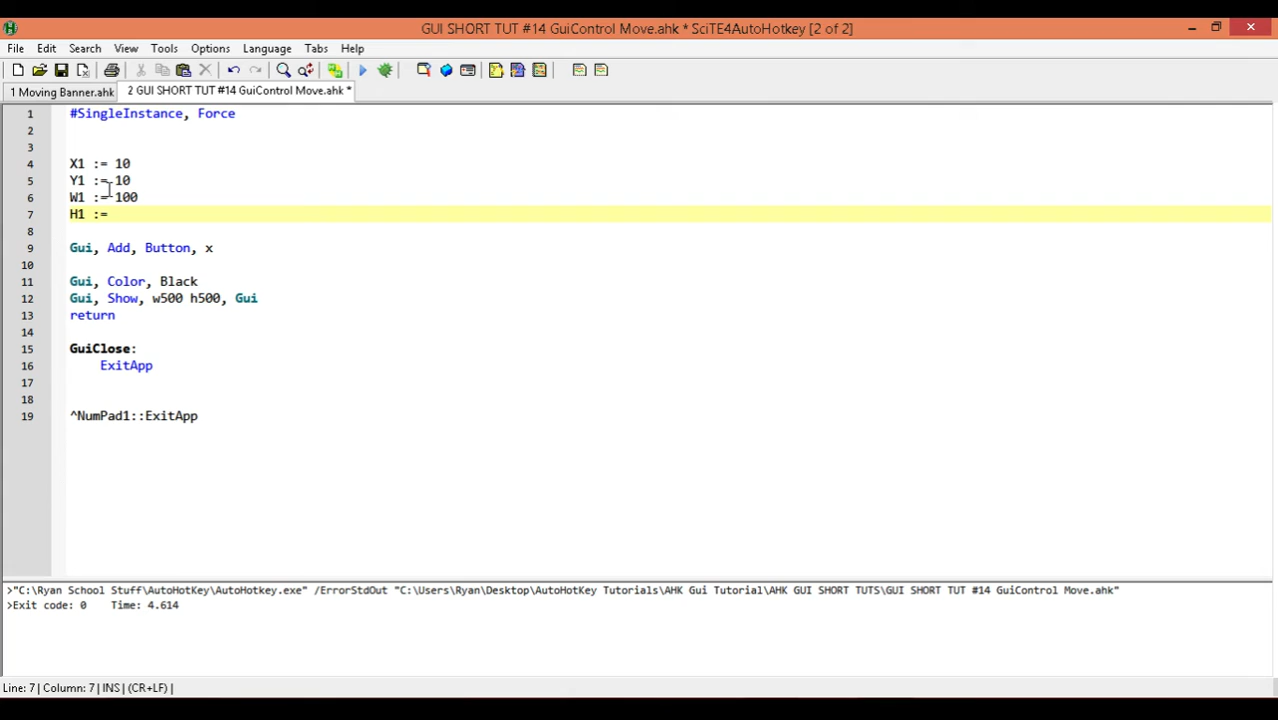 GUI SHORT TUT #14 GuiControl Move.ahk * SciTE4AutoHotkey [2 of 2]
File Edit Search View Tools Options Language Tabs Help
1 Moving Banner.ahk 2 GUI SHORT TUT #14 GuiControl Move.ahk *
1 #SingleInstance, Force
2
3
4 X1 := 10
5 Y1 := 10
6 W1 := 100
7 H1 :=
8
9 Gui, Add, Button, x
10
11 Gui, Color, Black
12 Gui, Show, w500 h500, Gui
13 return
14
15 GuiClose:
16 ExitApp
17
18
19 ^NumPad1::ExitApp
>"C:\Ryan School Stuff\AutoHotKey\AutoHotkey.exe" /ErrorStdOut "C:\Users\Ryan\Desktop\AutoHotKey Tutorials\AHK Gui Tutorial\AHK GUI SHORT TUTS\GUI SHORT TUT #14 GuiControl Move.ahk"
>Exit code: 0 Time: 4.614
Line: 7 | Column: 7 | INS | (CR+LF) |